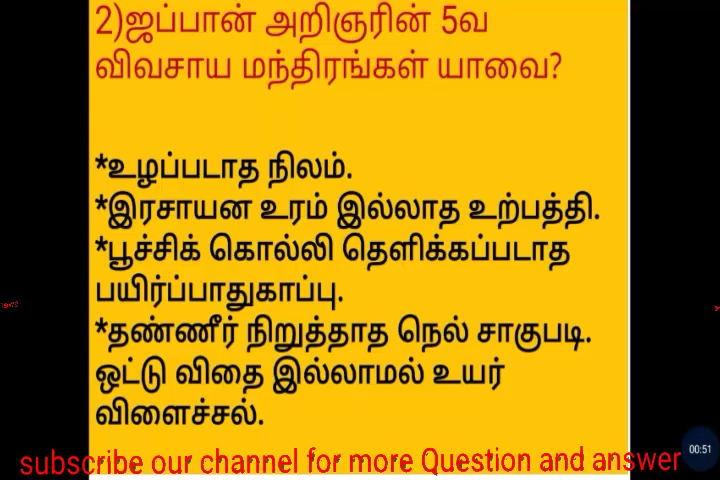 2)ஜப்பான் அறிஞரின் 5வ
விவசாய மந்திரங்கள் யாவை?
*உழப்படாத நிலம்.
*இரசாயன உரம் இல்லாத உற்பத்தி.
*பூச்சிக் கொல்லி தெளிக்கப்படாத
பயிர்ப்பாதுகாப்பு.
*தண்ணீர் நிறுத்தாத நெல் சாகுபடி.
ஒட்டு விதை இல்லாமல் உயர்
விளைச்சல்.
00:51
subscribe our channel for more Question and answer